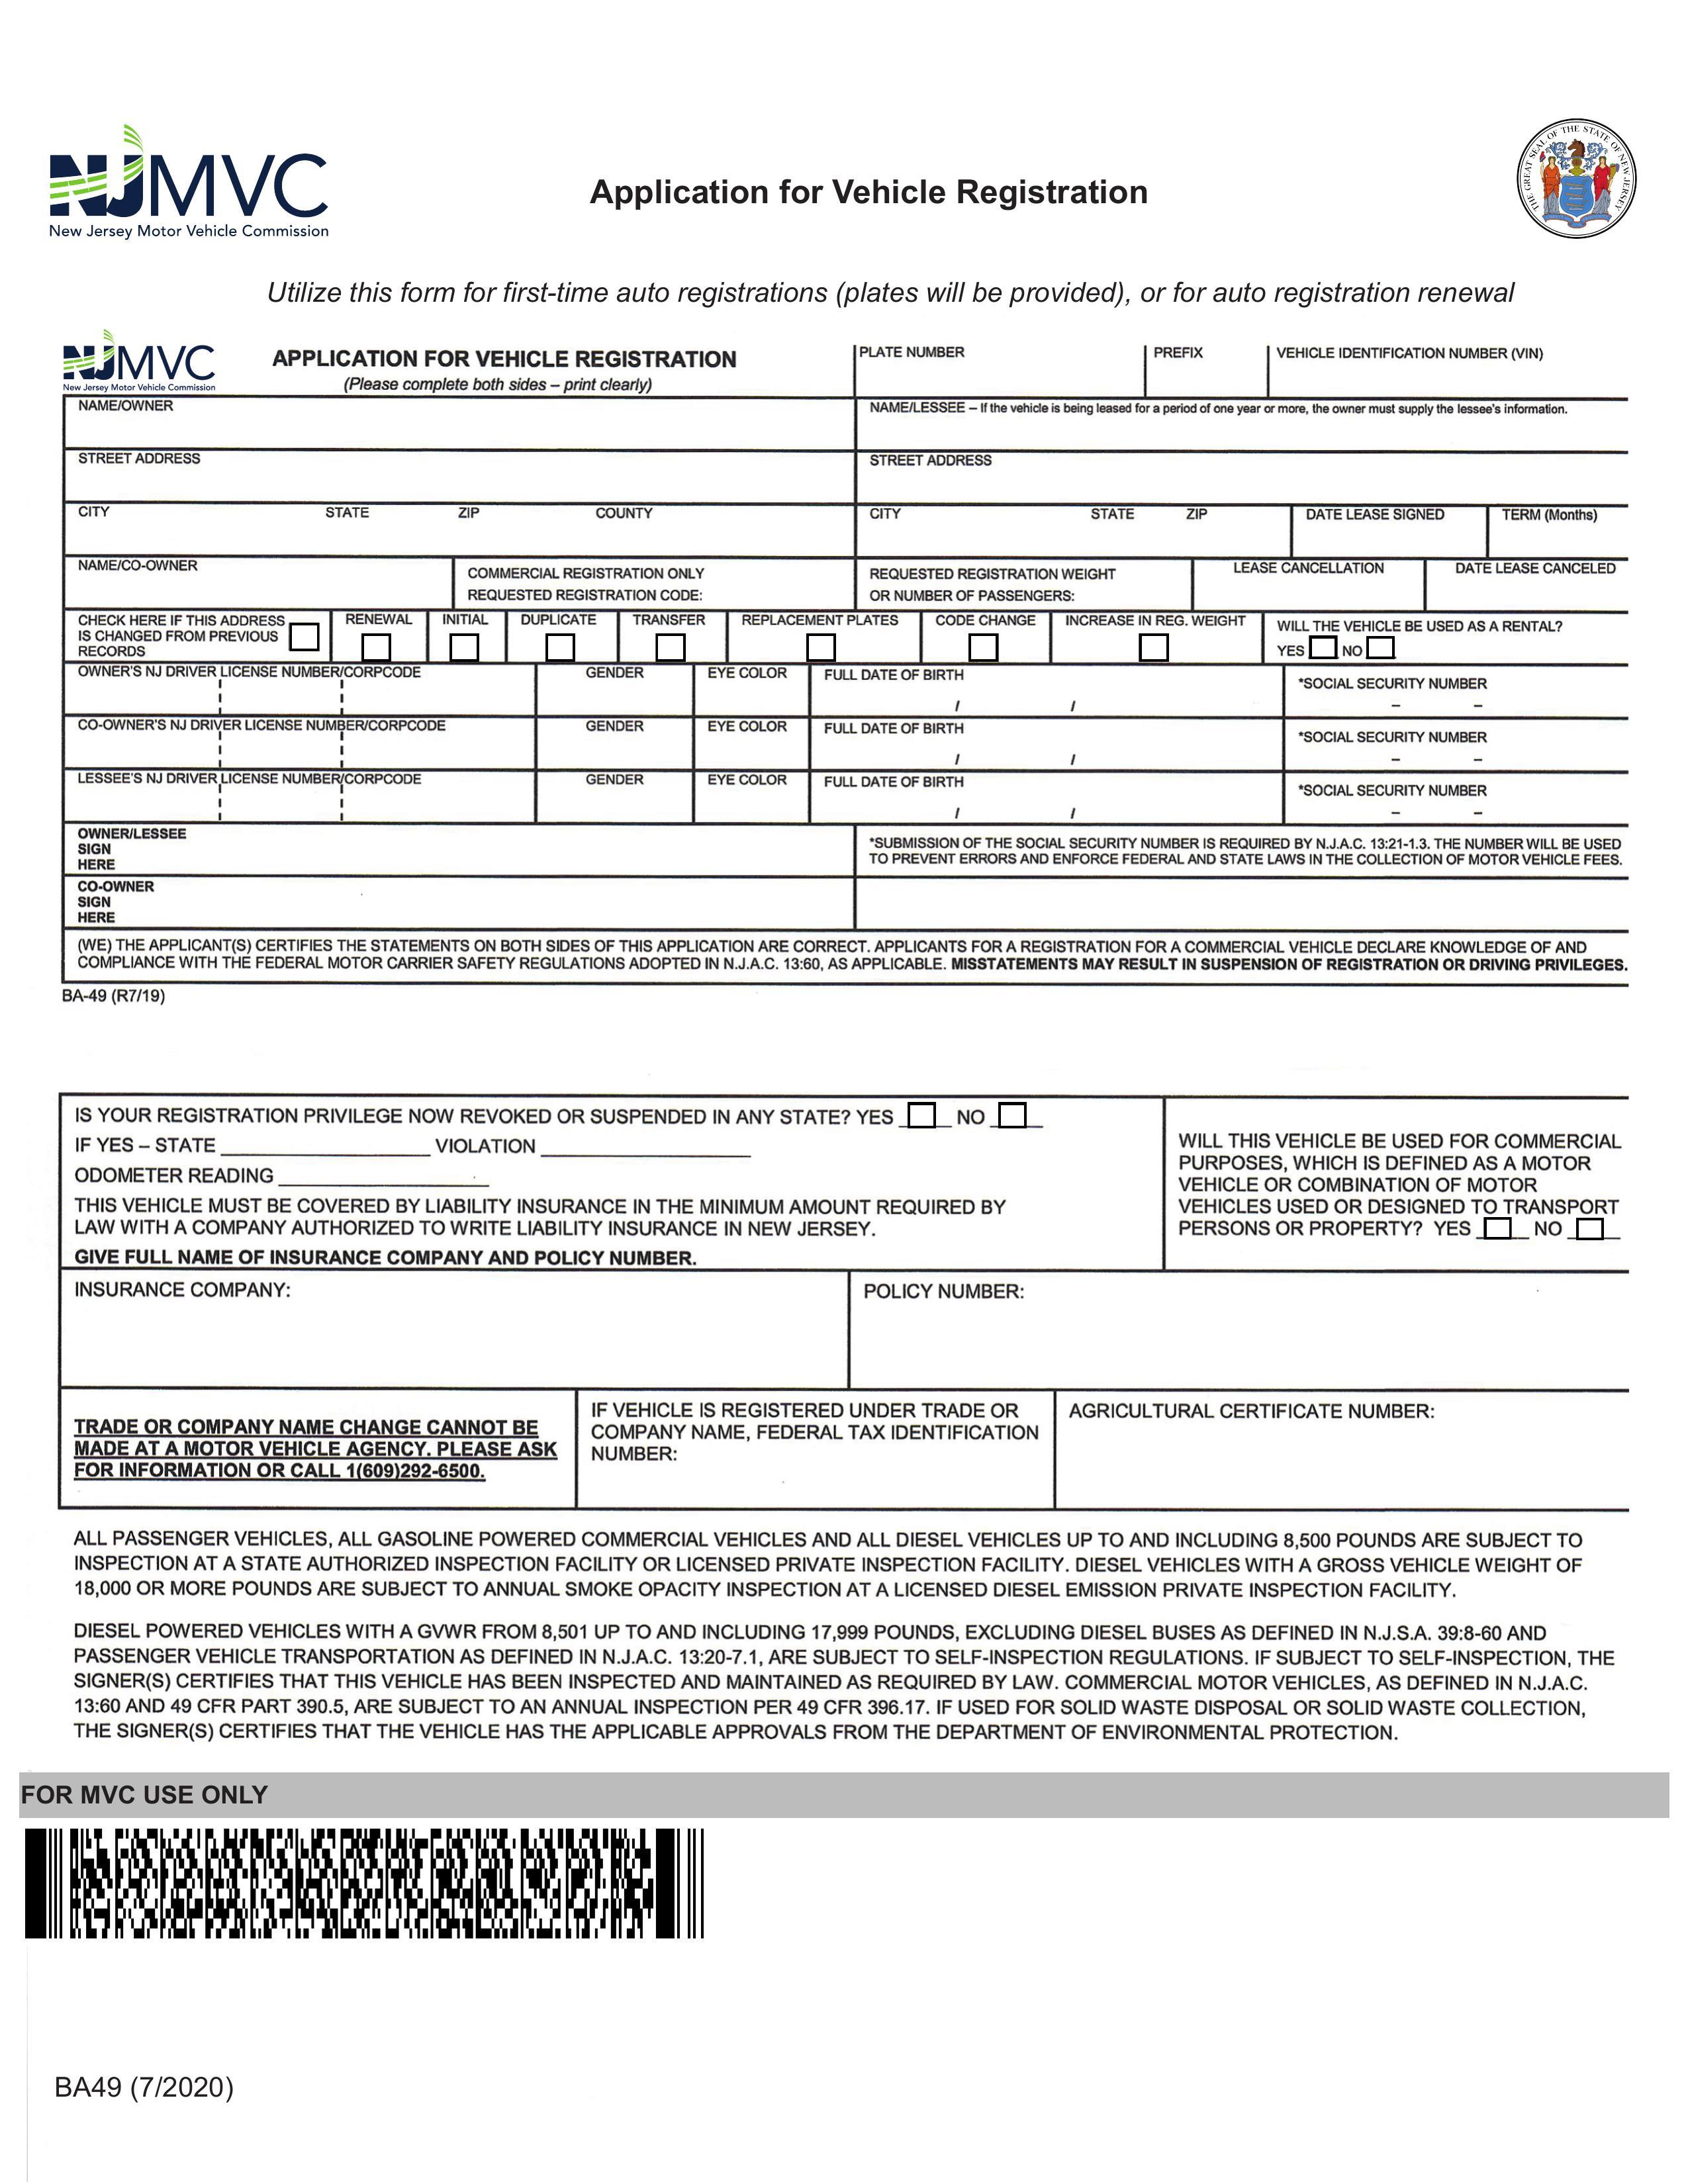 NJMVC
New Jersey Motor Vehicle Commission
Application for Vehicle Registration
THE GREAT SEAL OF THE STATE OF NEW JERSEY
Utilize this form for first-time auto registrations (plates will be provided), or for auto registration renewal
NJMVC
New Jersey Motor Vehicle Commission
APPLICATION FOR VEHICLE REGISTRATION
(Please complete both sides – print clearly)
PLATE NUMBER PREFIX VEHICLE IDENTIFICATION NUMBER (VIN)
NAME/OWNER
NAME/LESSEE – If the vehicle is being leased for a period of one year or more, the owner must supply the lessee's information.
STREET ADDRESS STREET ADDRESS
CITY STATE ZIP COUNTY CITY STATE ZIP DATE LEASE SIGNED TERM (Months)
NAME/CO-OWNER
COMMERCIAL REGISTRATION ONLY
REQUESTED REGISTRATION CODE:
REQUESTED REGISTRATION WEIGHT
OR NUMBER OF PASSENGERS:
LEASE CANCELLATION DATE LEASE CANCELED
CHECK HERE IF THIS ADDRESS
IS CHANGED FROM PREVIOUS
RECORDS
RENEWAL INITIAL DUPLICATE TRANSFER REPLACEMENT PLATES CODE CHANGE INCREASE IN REG. WEIGHT
WILL THE VEHICLE BE USED AS A RENTAL?
YES NO
OWNER'S NJ DRIVER LICENSE NUMBER/CORPCODE GENDER EYE COLOR FULL DATE OF BIRTH *SOCIAL SECURITY NUMBER
/ / – –
CO-OWNER'S NJ DRIVER LICENSE NUMBER/CORPCODE GENDER EYE COLOR FULL DATE OF BIRTH *SOCIAL SECURITY NUMBER
/ / – –
LESSEE'S NJ DRIVER LICENSE NUMBER/CORPCODE GENDER EYE COLOR FULL DATE OF BIRTH *SOCIAL SECURITY NUMBER
/ / – –
OWNER/LESSEE
SIGN
HERE
*SUBMISSION OF THE SOCIAL SECURITY NUMBER IS REQUIRED BY N.J.A.C. 13:21-1.3. THE NUMBER WILL BE USED
TO PREVENT ERRORS AND ENFORCE FEDERAL AND STATE LAWS IN THE COLLECTION OF MOTOR VEHICLE FEES.
CO-OWNER
SIGN
HERE
(WE) THE APPLICANT(S) CERTIFIES THE STATEMENTS ON BOTH SIDES OF THIS APPLICATION ARE CORRECT. APPLICANTS FOR A REGISTRATION FOR A COMMERCIAL VEHICLE DECLARE KNOWLEDGE OF AND
COMPLIANCE WITH THE FEDERAL MOTOR CARRIER SAFETY REGULATIONS ADOPTED IN N.J.A.C. 13:60, AS APPLICABLE. MISSTATEMENTS MAY RESULT IN SUSPENSION OF REGISTRATION OR DRIVING PRIVILEGES.
BA-49 (R7/19)
IS YOUR REGISTRATION PRIVILEGE NOW REVOKED OR SUSPENDED IN ANY STATE? YES NO
IF YES – STATE VIOLATION
ODOMETER READING
THIS VEHICLE MUST BE COVERED BY LIABILITY INSURANCE IN THE MINIMUM AMOUNT REQUIRED BY
LAW WITH A COMPANY AUTHORIZED TO WRITE LIABILITY INSURANCE IN NEW JERSEY.
GIVE FULL NAME OF INSURANCE COMPANY AND POLICY NUMBER.
WILL THIS VEHICLE BE USED FOR COMMERCIAL
PURPOSES, WHICH IS DEFINED AS A MOTOR
VEHICLE OR COMBINATION OF MOTOR
VEHICLES USED OR DESIGNED TO TRANSPORT
PERSONS OR PROPERTY? YES NO
INSURANCE COMPANY: POLICY NUMBER:
TRADE OR COMPANY NAME CHANGE CANNOT BE
MADE AT A MOTOR VEHICLE AGENCY. PLEASE ASK
FOR INFORMATION OR CALL 1(609)292-6500.
IF VEHICLE IS REGISTERED UNDER TRADE OR
COMPANY NAME, FEDERAL TAX IDENTIFICATION
NUMBER:
AGRICULTURAL CERTIFICATE NUMBER:
ALL PASSENGER VEHICLES, ALL GASOLINE POWERED COMMERCIAL VEHICLES AND ALL DIESEL VEHICLES UP TO AND INCLUDING 8,500 POUNDS ARE SUBJECT TO
INSPECTION AT A STATE AUTHORIZED INSPECTION FACILITY OR LICENSED PRIVATE INSPECTION FACILITY. DIESEL VEHICLES WITH A GROSS VEHICLE WEIGHT OF
18,000 OR MORE POUNDS ARE SUBJECT TO ANNUAL SMOKE OPACITY INSPECTION AT A LICENSED DIESEL EMISSION PRIVATE INSPECTION FACILITY.
DIESEL POWERED VEHICLES WITH A GVWR FROM 8,501 UP TO AND INCLUDING 17,999 POUNDS, EXCLUDING DIESEL BUSES AS DEFINED IN N.J.S.A. 39:8-60 AND
PASSENGER VEHICLE TRANSPORTATION AS DEFINED IN N.J.A.C. 13:20-7.1, ARE SUBJECT TO SELF-INSPECTION REGULATIONS. IF SUBJECT TO SELF-INSPECTION, THE
SIGNER(S) CERTIFIES THAT THIS VEHICLE HAS BEEN INSPECTED AND MAINTAINED AS REQUIRED BY LAW. COMMERCIAL MOTOR VEHICLES, AS DEFINED IN N.J.A.C.
13:60 AND 49 CFR PART 390.5, ARE SUBJECT TO AN ANNUAL INSPECTION PER 49 CFR 396.17. IF USED FOR SOLID WASTE DISPOSAL OR SOLID WASTE COLLECTION,
THE SIGNER(S) CERTIFIES THAT THE VEHICLE HAS THE APPLICABLE APPROVALS FROM THE DEPARTMENT OF ENVIRONMENTAL PROTECTION.
FOR MVC USE ONLY
BA49 (7/2020)